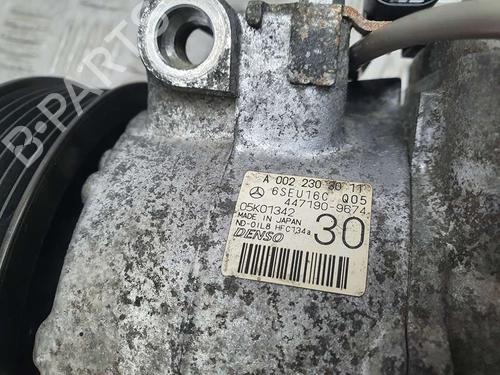 B-PARTS
A 002 230 30 11
6SEU16C Q05
447190-9674
05K01342
MADE IN JAPAN
ND-OIL8 HFC134a
DENSO
30